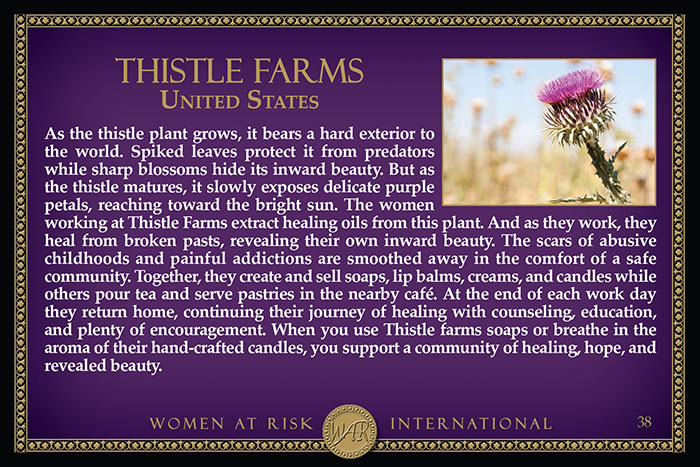 THISTLE FARMS
UNITED STATES
As the thistle plant grows, it bears a hard exterior to
the world. Spiked leaves protect it from predators
while sharp blossoms hide its inward beauty. But as
the thistle matures, it slowly exposes delicate purple
petals, reaching toward the bright sun. The women
working at Thistle Farms extract healing oils from this plant. And as they work, they
heal from broken pasts, revealing their own inward beauty. The scars of abusive
childhoods and painful addictions are smoothed away in the comfort of a safe
community. Together, they create and sell soaps, lip balms, creams, and candles while
others pour tea and serve pastries in the nearby café. At the end of each work day
they return home, continuing their journey of healing with counseling, education,
and plenty of encouragement. When you use Thistle farms soaps or breathe in the
aroma of their hand-crafted candles, you support a community of healing, hope, and
revealed beauty.
WOMEN AT RISK WAR INTERNATIONAL 38